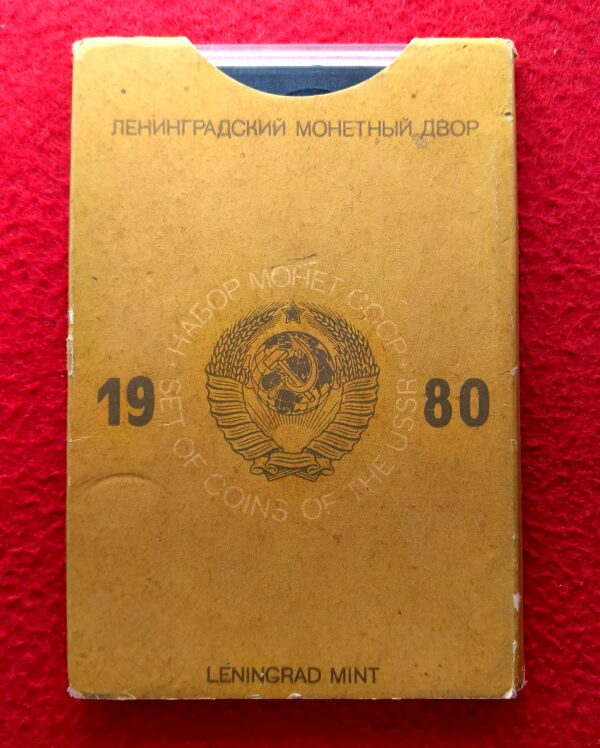 ЛЕНИНГРАДСКИЙ МОНЕТНЫЙ ДВОР
· НАБОР МОНЕТ СССР ·
19 80
SET OF COINS OF THE USSR
LENINGRAD MINT